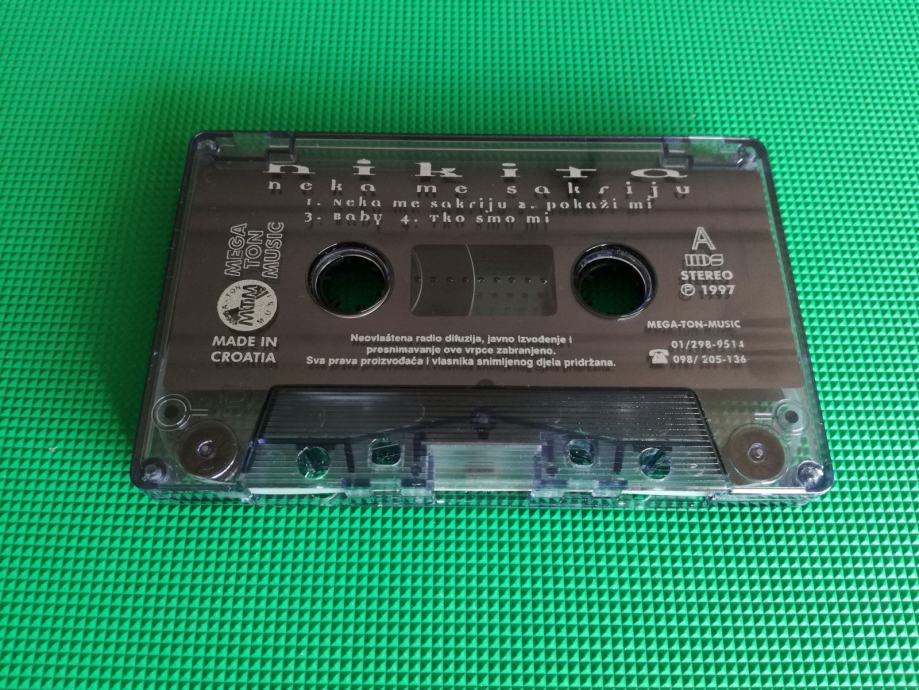 nikita
neka me sakriju
1. Neka me sakriju 2. pokaži mi
3. Baby 4. Tko smo mi
MEGA
TON
MUSIC
MTM
MADE IN
CROATIA
A
STEREO
℗ 1997
MEGA-TON-MUSIC
01/298-9514
☎ 098/ 205-136
Neovlaštena radio difuzija, javno izvođenje i
presnimavanje ove vrpce zabranjeno.
Sva prava proizvođača i vlasnika snimljenog djela pridržana.